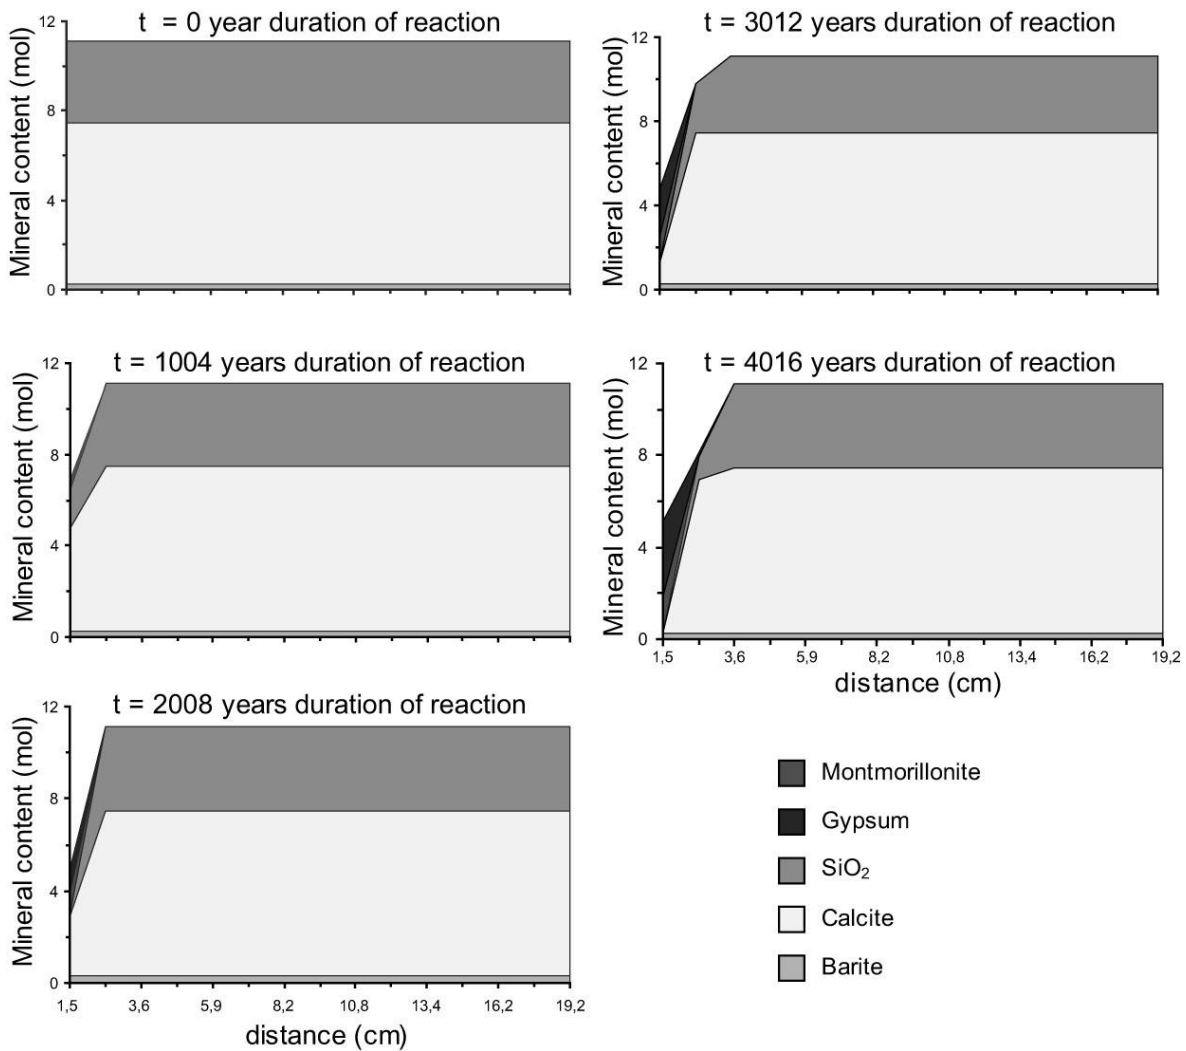 t = 0 year duration of reaction
Mineral content (mol)
12
8
4
0
t = 3012 years duration of reaction
Mineral content (mol)
12
8
4
0
t = 1004 years duration of reaction
Mineral content (mol)
12
8
4
0
t = 4016 years duration of reaction
Mineral content (mol)
12
8
4
0
1,5 3,6 5,9 8,2 10,8 13,4 16,2 19,2
distance (cm)
t = 2008 years duration of reaction
Mineral content (mol)
12
8
4
0
1,5 3,6 5,9 8,2 10,8 13,4 16,2 19,2
distance (cm)
Montmorillonite
Gypsum
SiO₂
Calcite
Barite